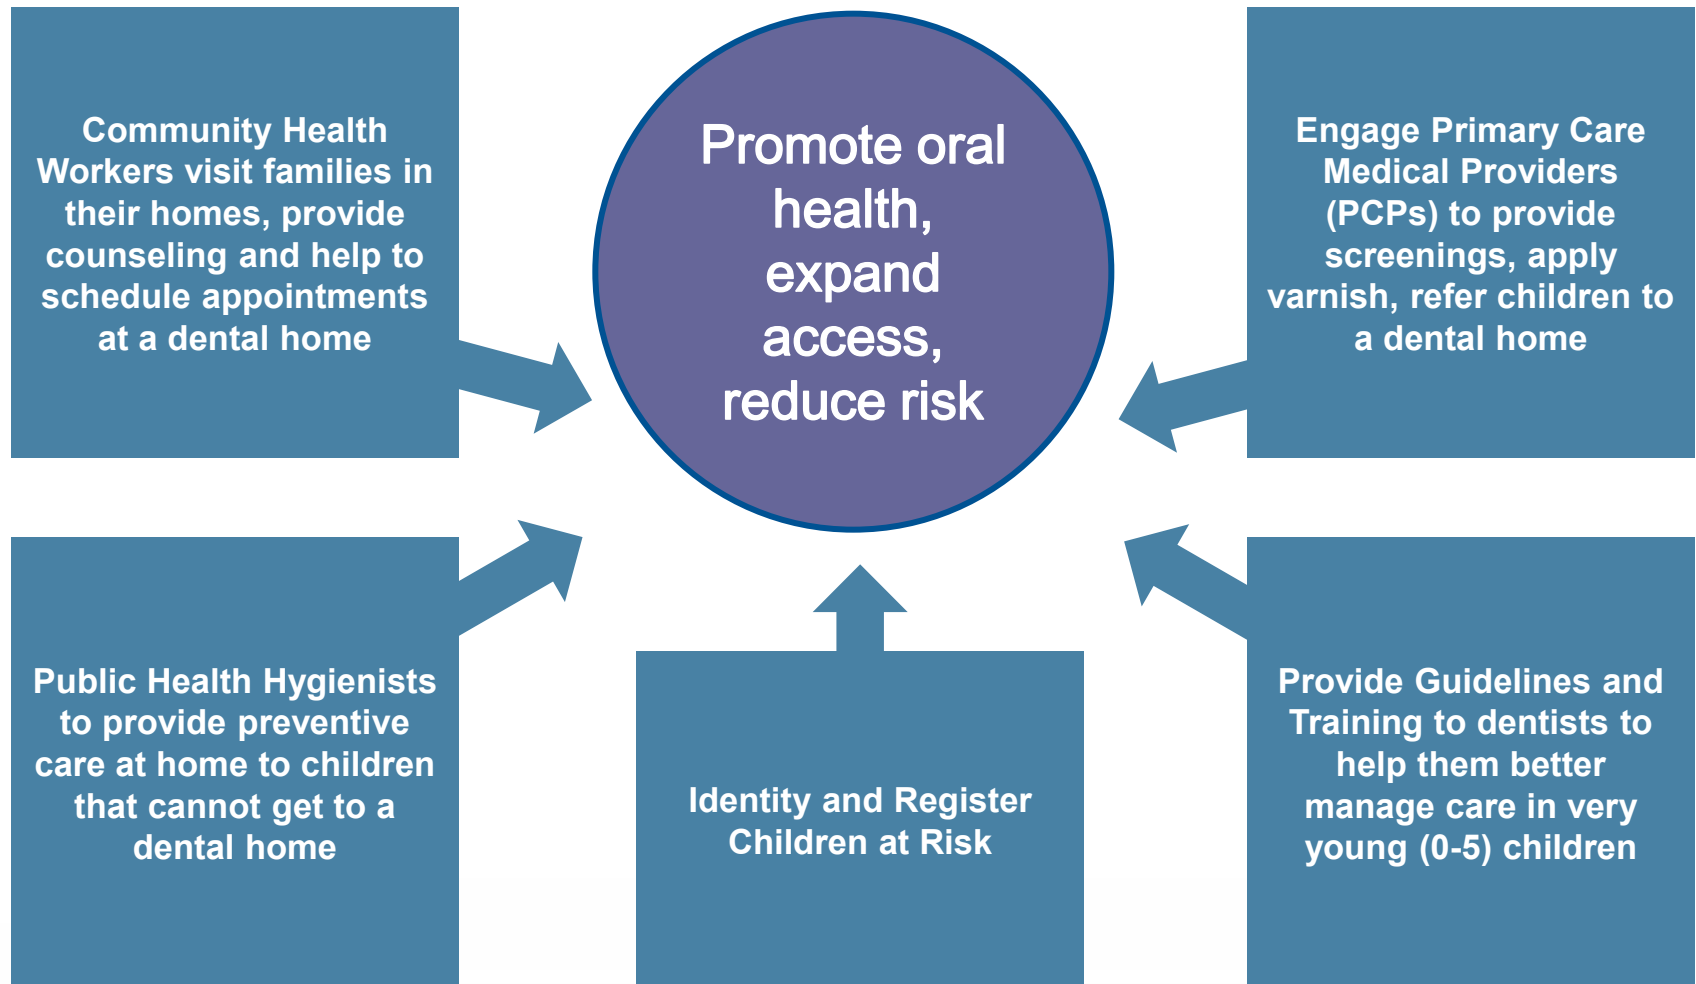 Community Health
Workers visit families in
their homes, provide
counseling and help to
schedule appointments
at a dental home
Promote oral
health,
expand
access,
reduce risk
Engage Primary Care
Medical Providers
(PCPs) to provide
screenings, apply
varnish, refer children to
a dental home
Public Health Hygienists
to provide preventive
care at home to children
that cannot get to a
dental home
Identity and Register
Children at Risk
Provide Guidelines and
Training to dentists to
help them better
manage care in very
young (0-5) children